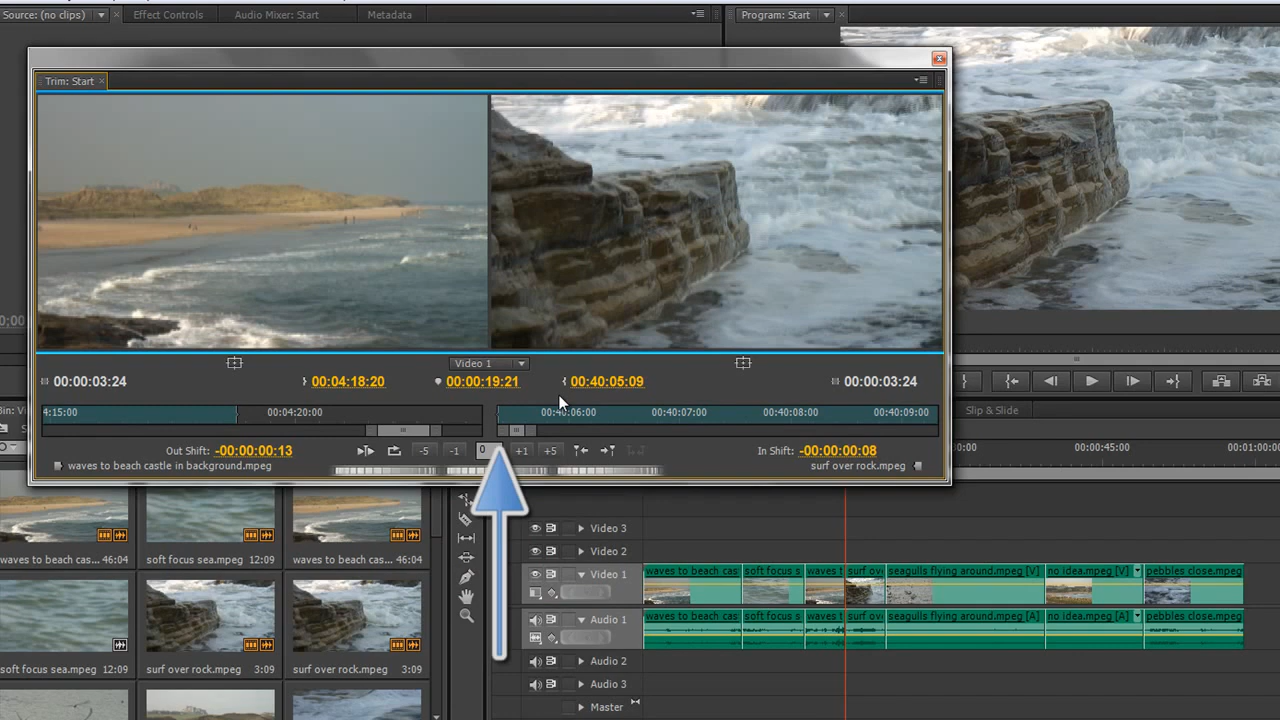 Source: (no clips)
Effect Controls
Audio Mixer: Start
Metadata
Program: Start
Trim: Start
Video 1
00:00:03:24
00:04:18:20
00:00:19:21
00:40:05:09
00:00:03:24
4:15:00
00:04:20:00
00:40:06:00
00:40:07:00
00:40:08:00
00:40:09:00
Out Shift: -00:00:00:13
-5
-1
0
+1
+5
In Shift: -00:00:00:08
waves to beach castle in background.mpeg
surf over rock.mpeg
Slip & Slide
00:00:45:00
00:01:00:00
waves to beach cas... 46:04
soft focus sea.mpeg 12:09
waves to beach cas... 46:04
soft focus sea.mpeg 12:09
surf over rock.mpeg 3:09
surf over rock.mpeg 3:09
Video 3
Video 2
Video 1
waves to beach cas
soft focus s
waves t
surf ov
seagulls flying around.mpeg [V]
no idea.mpeg [V]
pebbles close.mpeg
Audio 1
waves to beach cas
soft focus s
waves t
surf ov
seagulls flying around.mpeg [A]
no idea.mpeg [A]
pebbles close.mpeg
Audio 2
Audio 3
Master